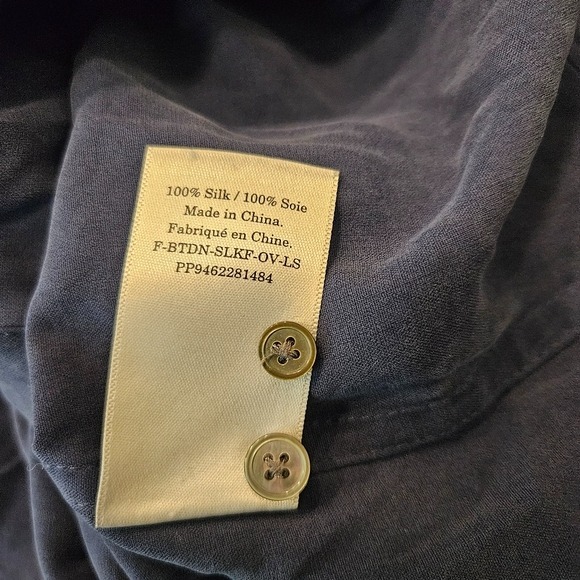 100% Silk / 100% Soie
Made in China.
Fabriqué en Chine.
F-BTDN-SLKF-OV-LS
PP9462281484